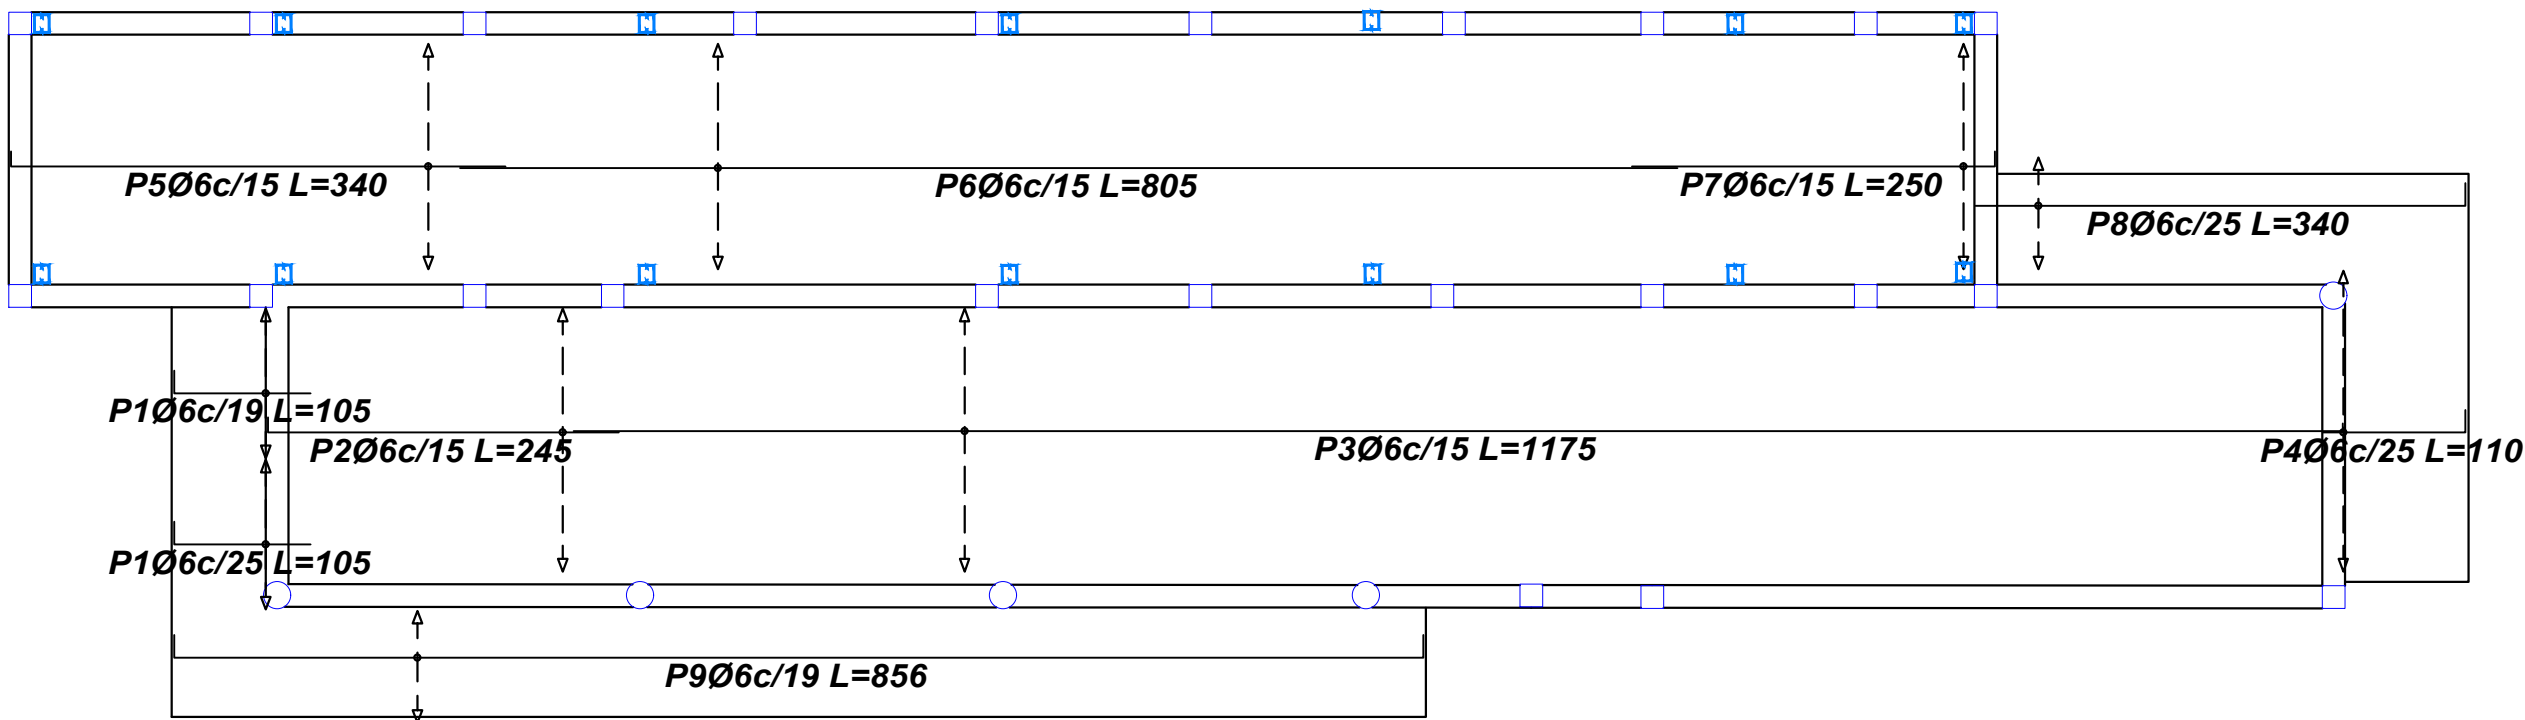 P5Ø6c/15 L=340
P6Ø6c/15 L=805
P7Ø6c/15 L=250
P8Ø6c/25 L=340
P1Ø6c/19 L=105
P2Ø6c/15 L=245
P3Ø6c/15 L=1175
P4Ø6c/25 L=110
P1Ø6c/25 L=105
P9Ø6c/19 L=856